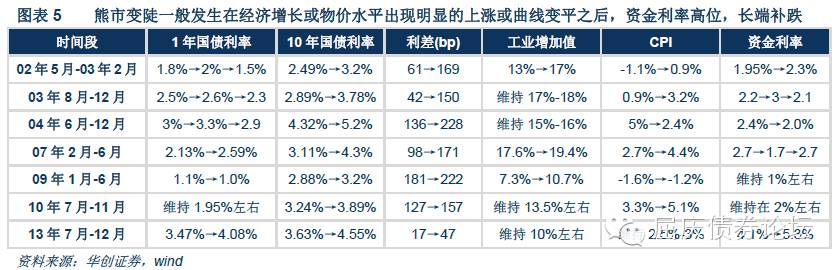 图表 5 熊市变陡一般发生在经济增长或物价水平出现明显的上涨或曲线变平之后，资金利率高位，长端补跌
时间段 1 年国债利率 10 年国债利率 利差(bp) 工业增加值 CPI 资金利率
02 年 5 月-03 年 2 月 1.8%→2%→1.5% 2.49%→3.2% 61→169 13%→17% -1.1%→0.9% 1.95%→2.3%
03 年 8 月-12 月 2.5%→2.6%→2.3 2.89%→3.78% 42→150 维持 17%-18% 0.9%→3.2% 2.2→3→2.1
04 年 6 月-12 月 3%→3.3%→2.9 4.32%→5.2% 136→228 维持 15%-16% 5%→2.4% 2.4%→2.0%
07 年 2 月-6 月 2.13%→2.59% 3.11%→4.3% 98→171 17.6%→19.4% 2.7%→4.4% 2.7→1.7→2.7
09 年 1 月-6 月 1.1%→1.0% 2.88%→3.2% 181→222 7.3%→10.7% -1.6%→-1.2% 维持 1%左右
10 年 7 月-11 月 维持 1.95%左右 3.24%→3.89% 127→157 维持 13.5%左右 3.3%→5.1% 维持在 2%左右
13 年 7 月-12 月 3.47%→4.08% 3.63%→4.55% 17→47 维持 10%左右
屈庆债券论坛
资料来源：华创证券，wind